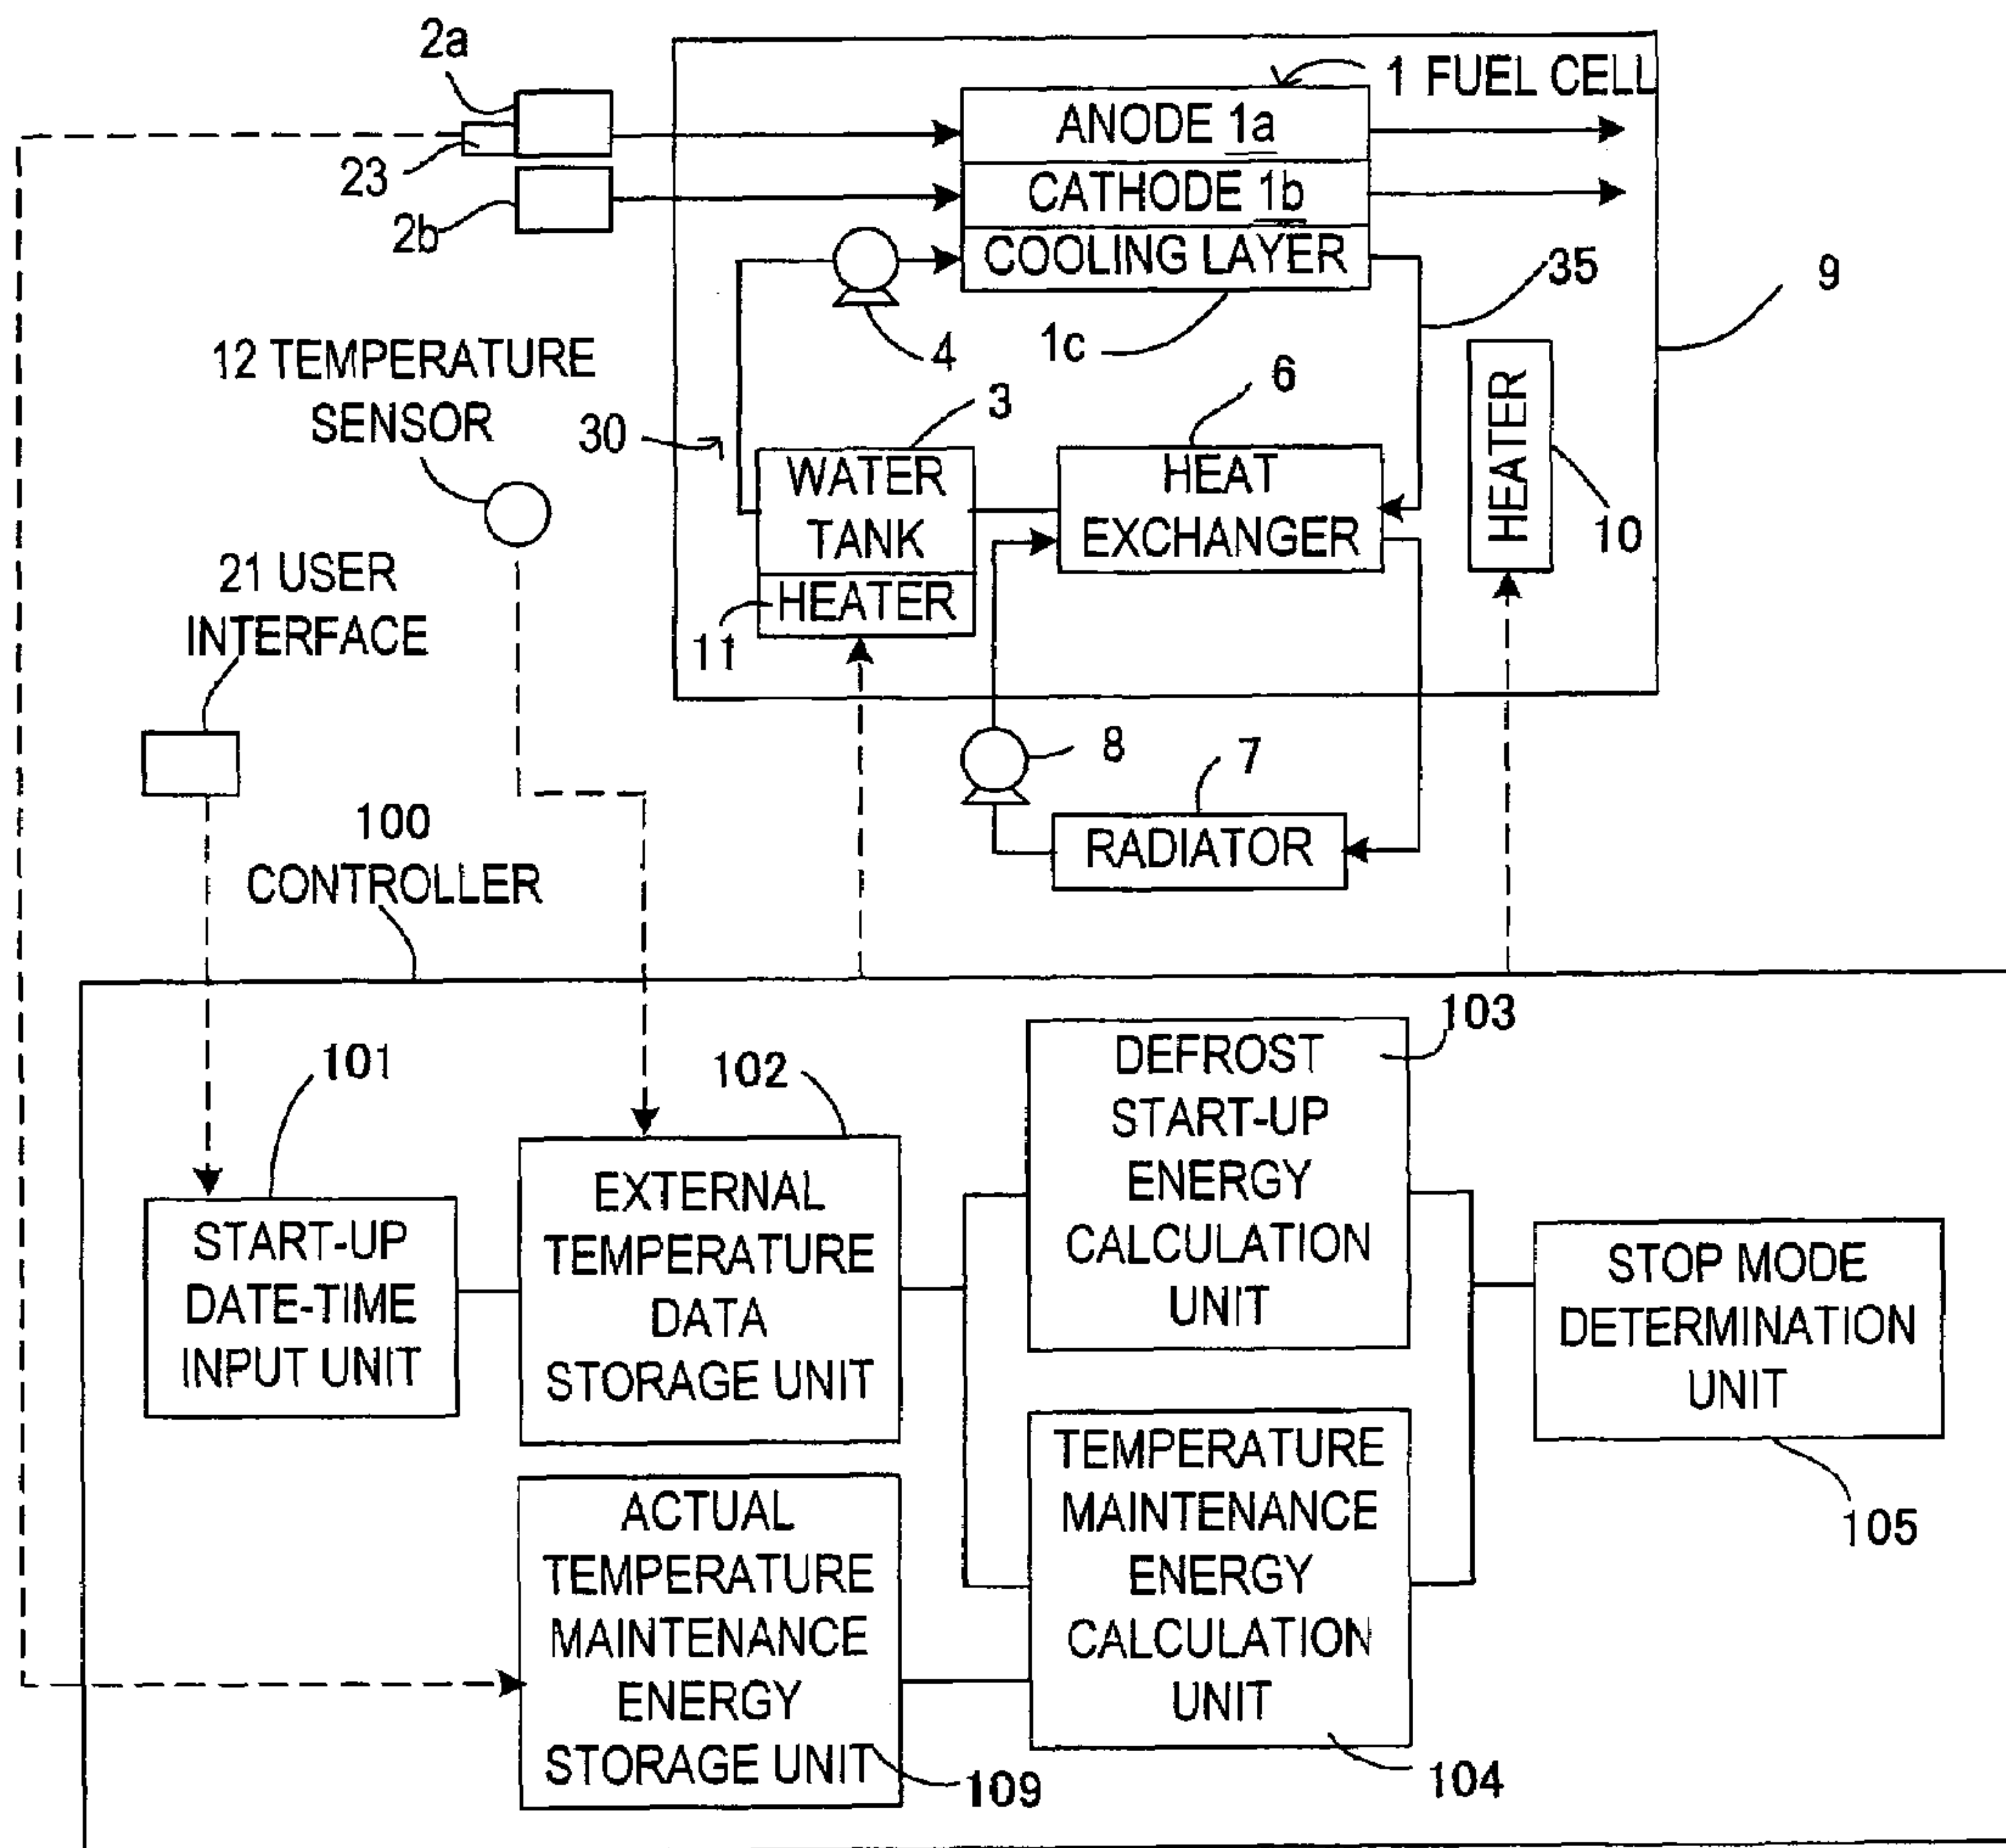 2a
1 FUEL CELL
ANODE 1a
23
CATHODE 1b
2b
COOLING LAYER
35
9
4
1c
12 TEMPERATURE
SENSOR
3
6
30
WATER
TANK
HEAT
EXCHANGER
HEATER
10
21 USER
INTERFACE
HEATER
11
8
7
100
CONTROLLER
RADIATOR
103
101
102
DEFROST
START-UP
ENERGY
CALCULATION
UNIT
START-UP
DATE-TIME
INPUT UNIT
EXTERNAL
TEMPERATURE
DATA
STORAGE UNIT
STOP MODE
DETERMINATION
UNIT
105
ACTUAL
TEMPERATURE
MAINTENANCE
ENERGY
STORAGE UNIT
109
TEMPERATURE
MAINTENANCE
ENERGY
CALCULATION
UNIT
104